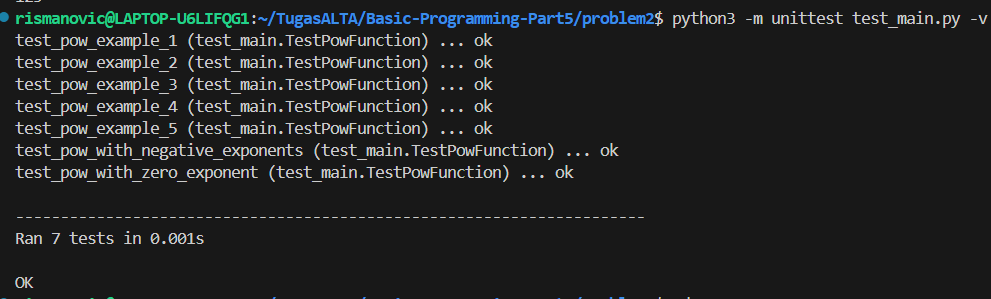 rismanovic@LAPTOP-U6LIFQG1:~/TugasALTA/Basic-Programming-Part5/problem2$ python3 -m unittest test_main.py -v
test_pow_example_1 (test_main.TestPowFunction) ... ok
test_pow_example_2 (test_main.TestPowFunction) ... ok
test_pow_example_3 (test_main.TestPowFunction) ... ok
test_pow_example_4 (test_main.TestPowFunction) ... ok
test_pow_example_5 (test_main.TestPowFunction) ... ok
test_pow_with_negative_exponents (test_main.TestPowFunction) ... ok
test_pow_with_zero_exponent (test_main.TestPowFunction) ... ok

----------------------------------------------------------------------
Ran 7 tests in 0.001s

OK